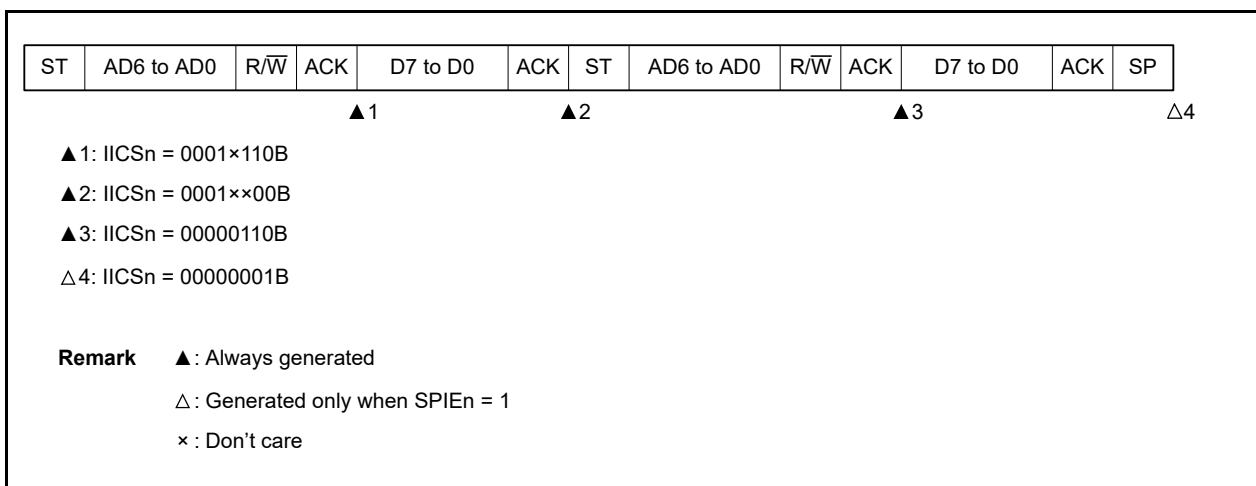 ST AD6 to AD0 R/W̅ ACK D7 to D0 ACK ST AD6 to AD0 R/W̅ ACK D7 to D0 ACK SP
▲1 ▲2 ▲3 △4
▲1: IICSn = 0001×110B
▲2: IICSn = 0001××00B
▲3: IICSn = 00000110B
△4: IICSn = 00000001B
Remark ▲: Always generated
△: Generated only when SPIEn = 1
×: Don't care